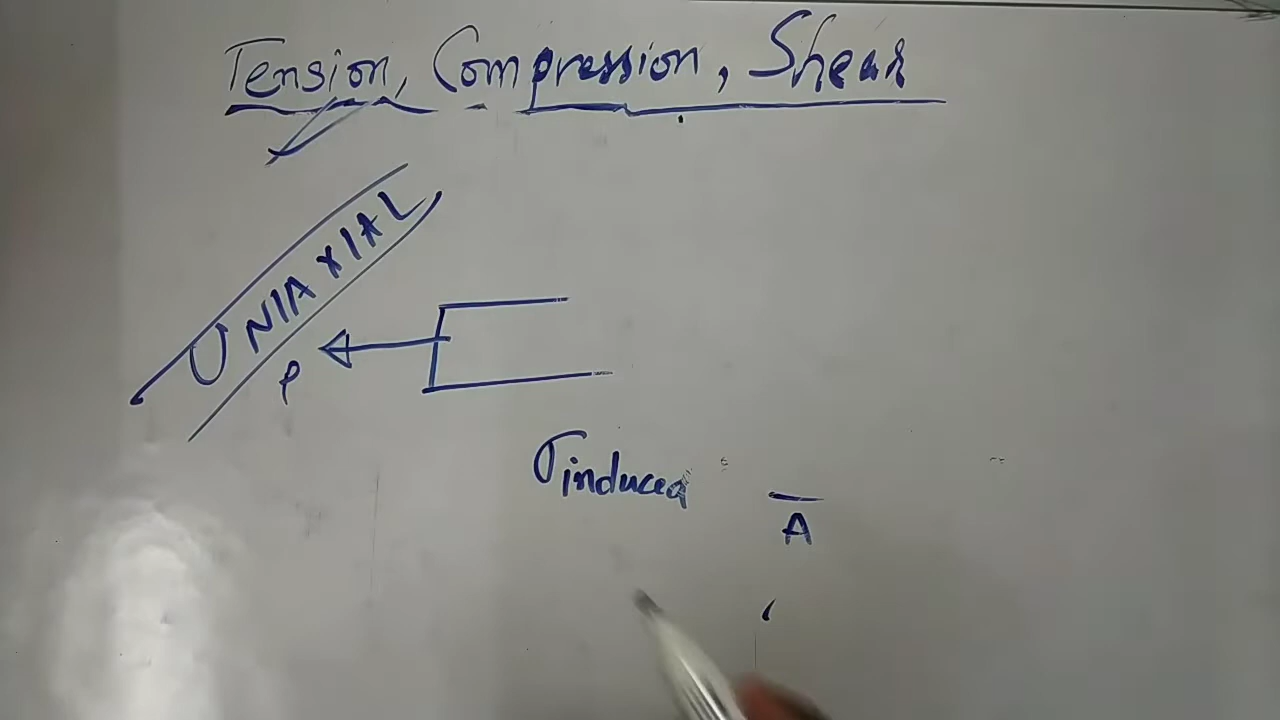 Tension, Compression, Shear
UNIAXIAL
P
σinduced
A